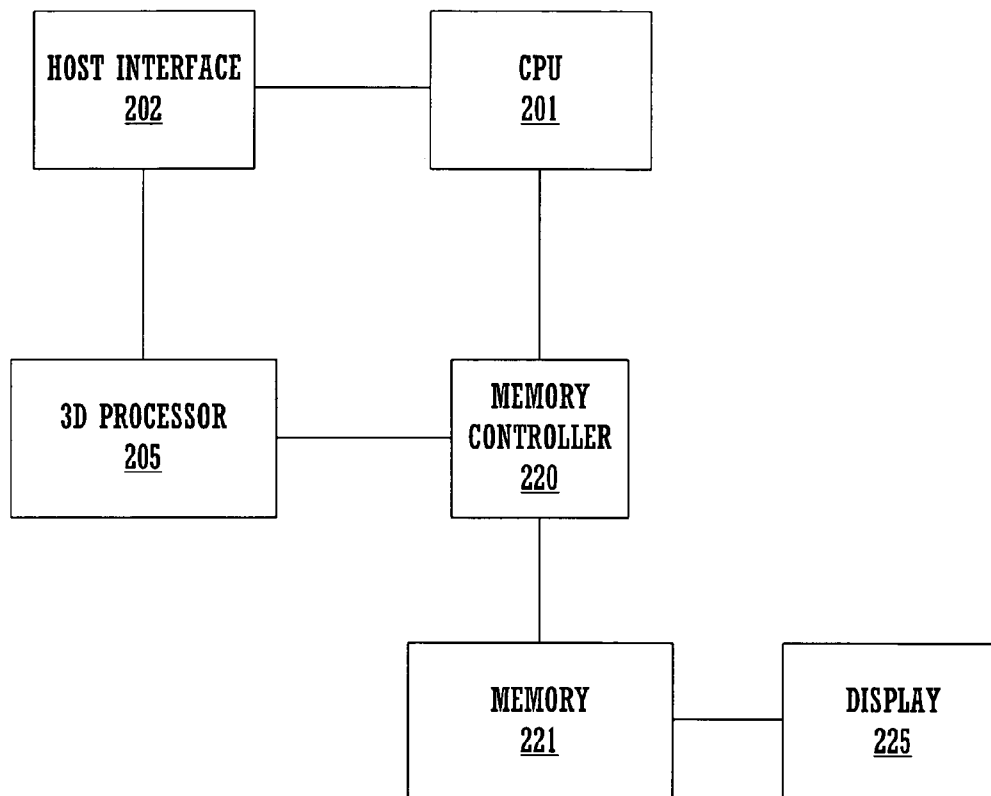 HOST INTERFACE
202
CPU
201
3D PROCESSOR
205
MEMORY
CONTROLLER
220
MEMORY
221
DISPLAY
225